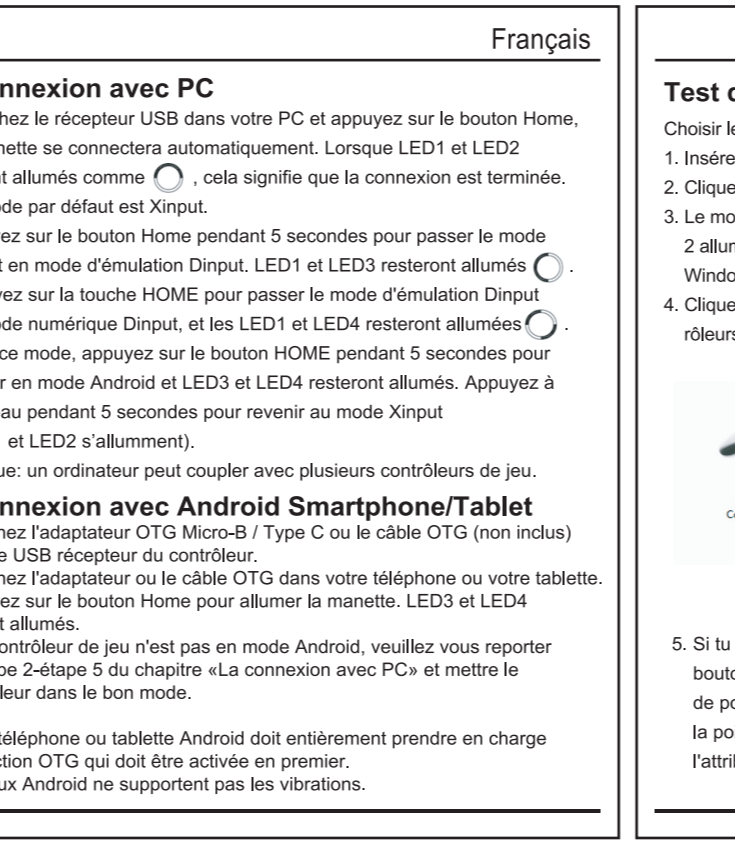 Français
nnexion avec PC
hez le récepteur USB dans votre PC et appuyez sur le bouton Home,
nette se connectera automatiquement. Lorsque LED1 et LED2
t allumés comme , cela signifie que la connexion est terminée.
de par défaut est Xinput.
ez sur le bouton Home pendant 5 secondes pour passer le mode
t en mode d'émulation Dinput. LED1 et LED3 resteront allumés .
ez sur la touche HOME pour passer le mode d'émulation Dinput
de numérique Dinput, et les LED1 et LED4 resteront allumées .
ce mode, appuyez sur le bouton HOME pendant 5 secondes pour
r en mode Android et LED3 et LED4 resteront allumés. Appuyez à
au pendant 5 secondes pour revenir au mode Xinput
et LED2 s’allumment).
ue: un ordinateur peut coupler avec plusieurs contrôleurs de jeu.
nnexion avec Android Smartphone/Tablet
hez l'adaptateur OTG Micro-B / Type C ou le câble OTG (non inclus)
e USB récepteur du contrôleur.
hez l'adaptateur ou le câble OTG dans votre téléphone ou votre tablette.
ez sur le bouton Home pour allumer la manette. LED3 et LED4
t allumés.
ontrôleur de jeu n'est pas en mode Android, veuillez vous reporter
pe 2-étape 5 du chapitre «La connexion avec PC» et mettre le
leur dans le bon mode.
téléphone ou tablette Android doit entièrement prendre en charge
ction OTG qui doit être activée en premier.
ux Android ne supportent pas les vibrations.
Test
Choisir le
1. Insére
2. Clique
3. Le mo
2 allum
Windo
4. Clique
rôleurs
5. Si tu
bouto
de po
la poi
l'attrib